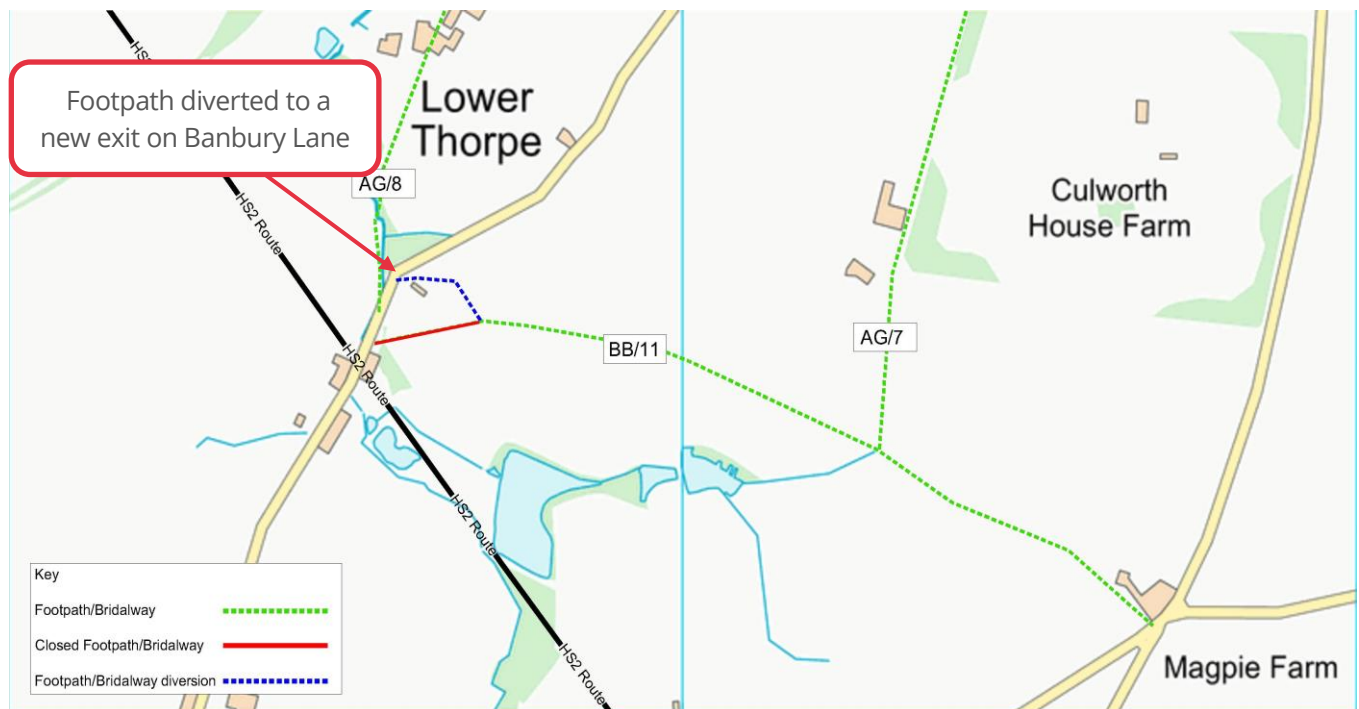 HS2
Footpath diverted to a
new exit on Banbury Lane
Lower
Thorpe
AG/8
HS2 Route
Culworth
House Farm
AG/7
BB/11
HS2 Route
HS2 Route
HS2 Route
Magpie Farm
Key
Footpath/Bridalway
Closed Footpath/Bridalway
Footpath/Bridalway diversion